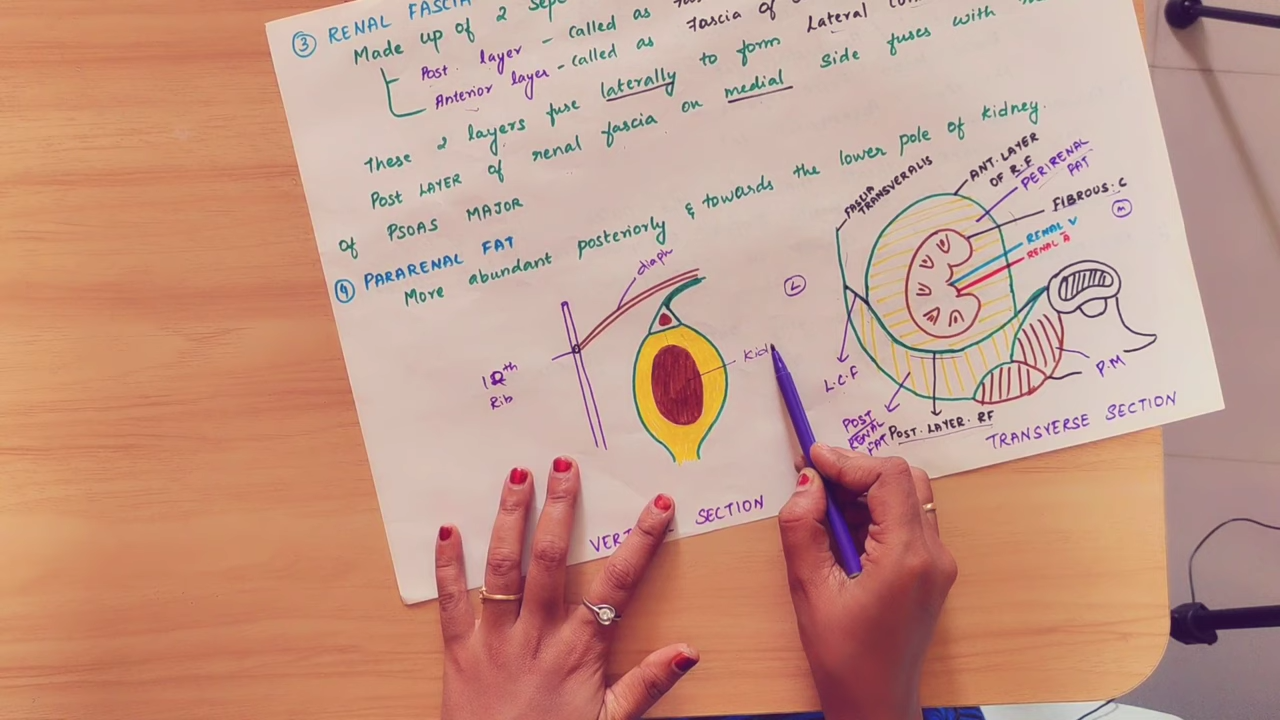 ③ RENAL FASCIA
Made up of 2
Post layer - called as
Anterior layer - called as Fascia of
These 2 layers fuse laterally to form Lateral
Post LAYER of renal fascia on medial side fuses with
of PSOAS MAJOR
④ PARARENAL FAT
More abundant posteriorly & towards the lower pole of kidney.
diaph
12th
Rib
Kid
VERT SECTION
FASCIA
TRANSVERALIS
ANT. LAYER
OF R.F
PERIRENAL
FAT
FIBROUS. C
M
RENAL V
RENAL A
L
L.C.F
POST
RENAL
FAT
POST. LAYER. RF
P.M
TRANSVERSE SECTION